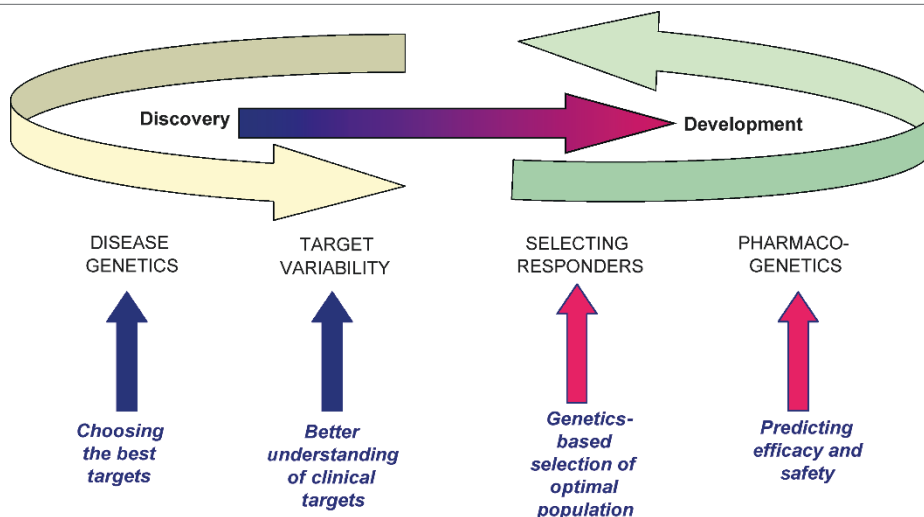 Discovery
Development
DISEASE
GENETICS
TARGET
VARIABILITY
SELECTING
RESPONDERS
PHARMACO-
GENETICS
Choosing
the best
targets
Better
understanding
of clinical
targets
Genetics-
based
selection of
optimal
population
Predicting
efficacy and
safety